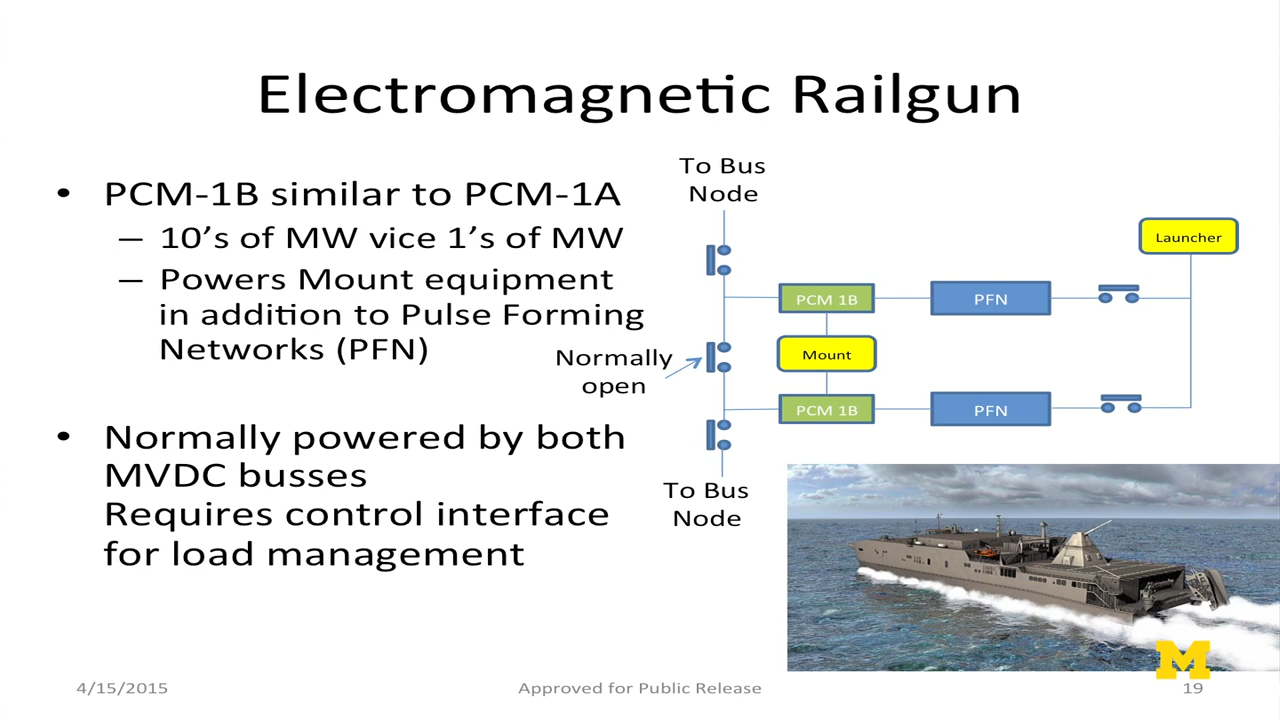 Electromagnetic Railgun
• PCM-1B similar to PCM-1A
– 10’s of MW vice 1’s of MW
– Powers Mount equipment
in addition to Pulse Forming
Networks (PFN)
• Normally powered by both
MVDC busses
Requires control interface
for load management
To Bus
Node
Launcher
PCM 1B
PFN
Normally
open
Mount
PCM 1B
PFN
To Bus
Node
M
4/15/2015
Approved for Public Release
19